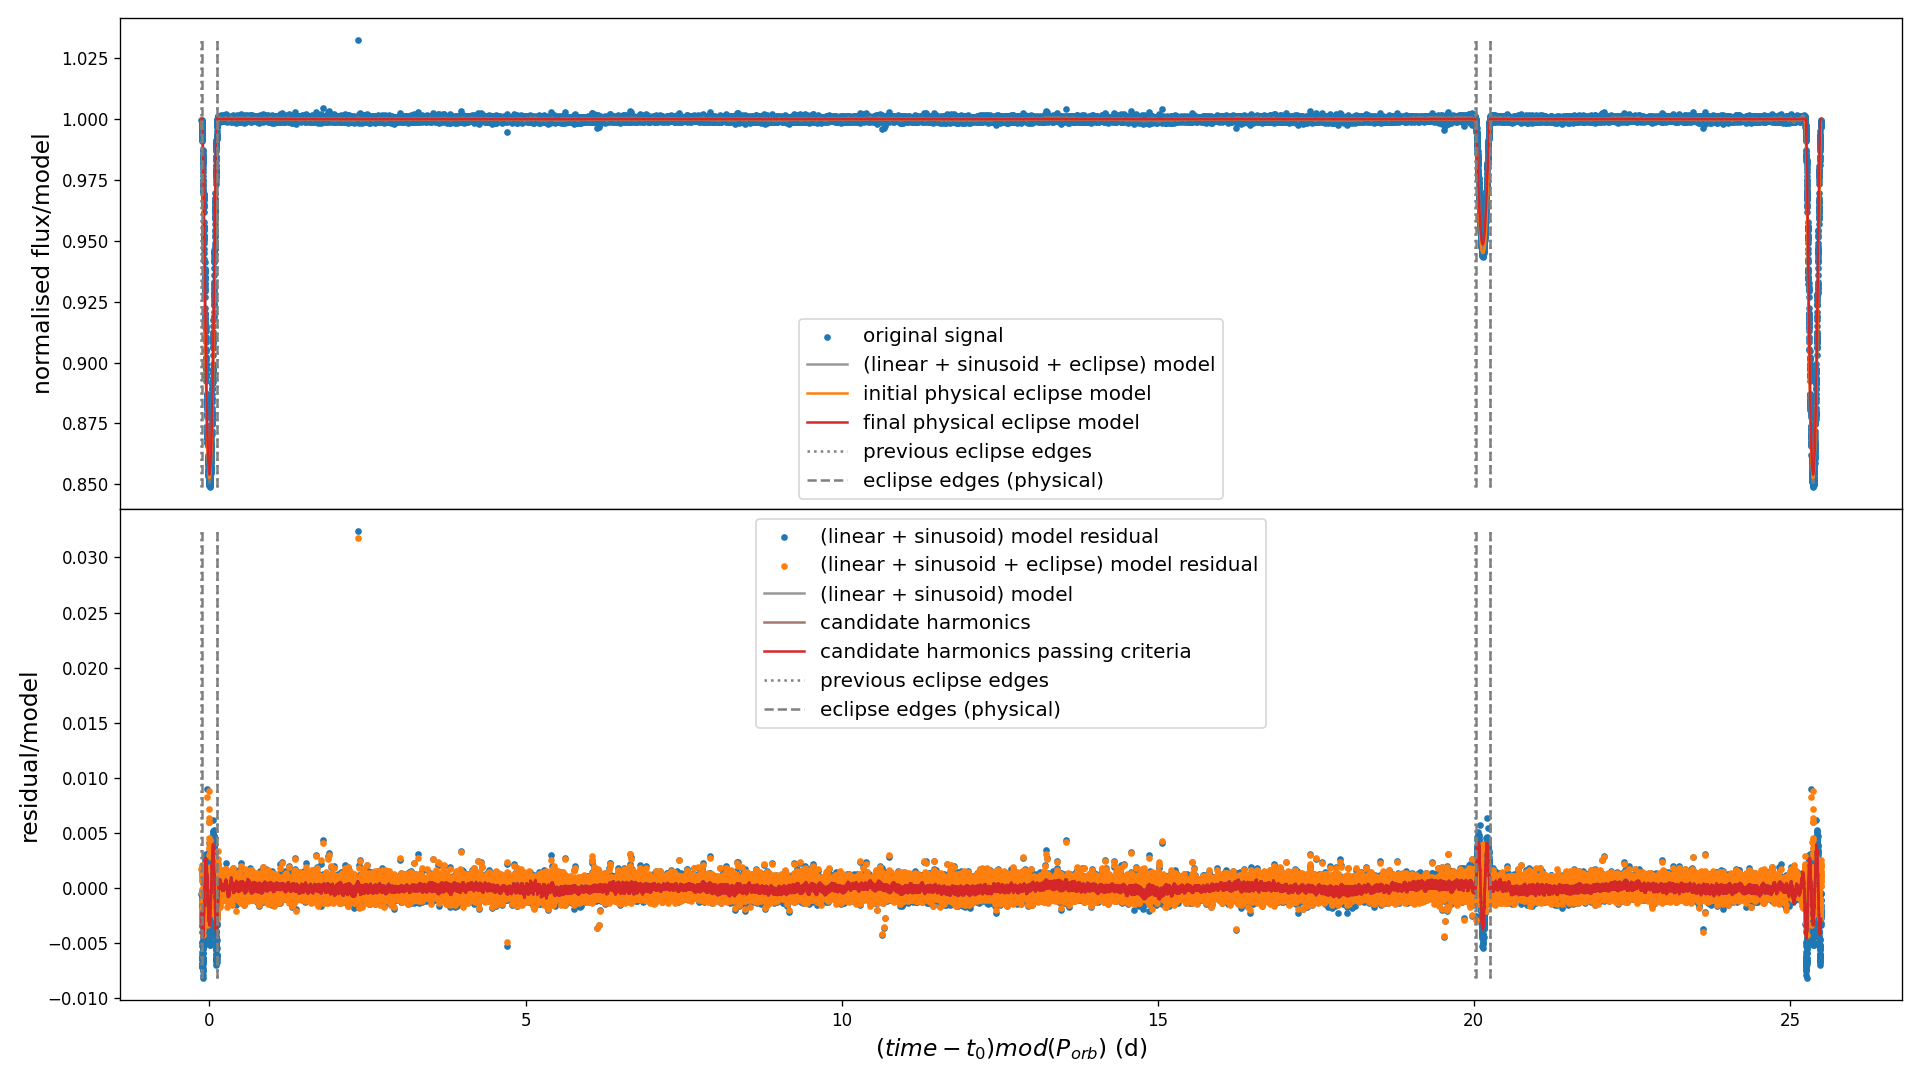 normalised flux/model
1.025
1.000
0.975
0.950
0.925
0.900
0.875
0.850
original signal
(linear + sinusoid + eclipse) model
initial physical eclipse model
final physical eclipse model
previous eclipse edges
eclipse edges (physical)
residual/model
0.030
0.025
0.020
0.015
0.010
0.005
0.000
−0.005
−0.010
(linear + sinusoid) model residual
(linear + sinusoid + eclipse) model residual
(linear + sinusoid) model
candidate harmonics
candidate harmonics passing criteria
previous eclipse edges
eclipse edges (physical)
0 5 10 15 20 25
(time − t₀)mod(Pₒᵣb) (d)